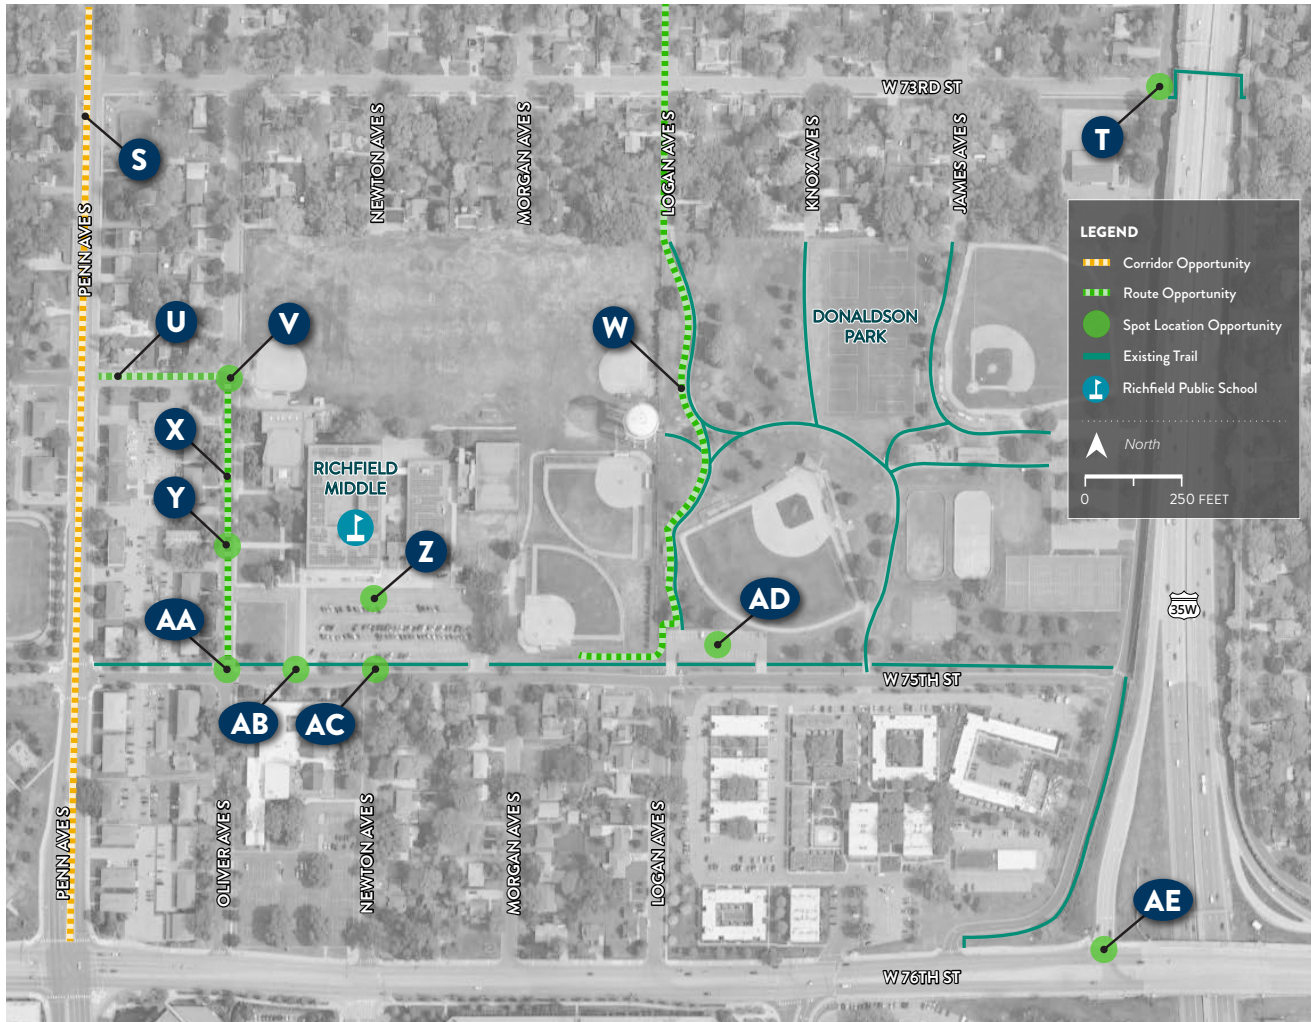 W 73RD ST
T
S
NEWTON AVE S
MORGAN AVE S
LOGAN AVE S
KNOX AVE S
JAMES AVE S
PENN AVE S
LEGEND
Corridor Opportunity
Route Opportunity
Spot Location Opportunity
Existing Trail
Richfield Public School
North
0 250 FEET
U
V
W
DONALDSON
PARK
X
RICHFIELD
MIDDLE
Y
Z
AA
AD
35W
W 75TH ST
AB
AC
PENN AVE S
OLIVER AVE S
NEWTON AVE S
MORGAN AVE S
LOGAN AVE S
AE
W 76TH ST